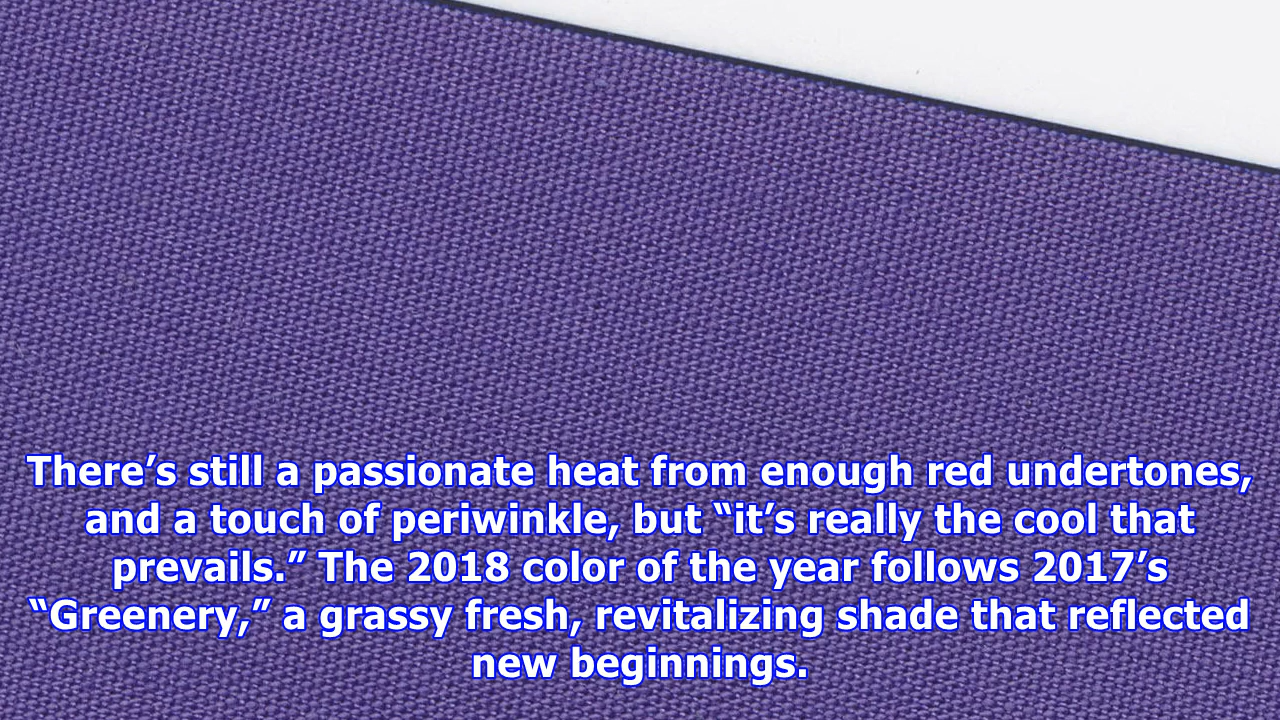 There’s still a passionate heat from enough red undertones,
and a touch of periwinkle, but “it’s really the cool that
prevails.” The 2018 color of the year follows 2017’s
“Greenery,” a grassy fresh, revitalizing shade that reflected
new beginnings.